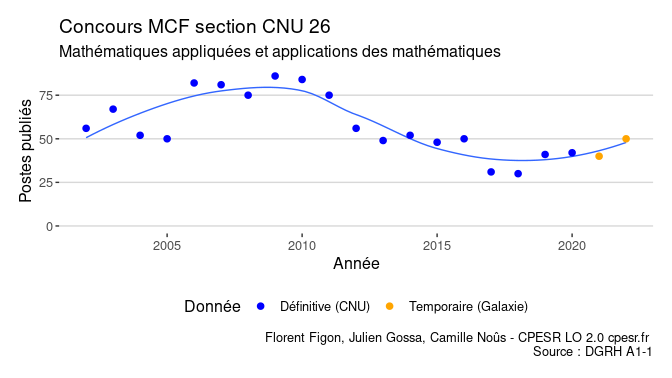 Concours MCF section CNU 26
Mathématiques appliquées et applications des mathématiques
Postes publiés
75
50
25
0
2005 2010 2015 2020
Année
Donnée Définitive (CNU) Temporaire (Galaxie)
Florent Figon, Julien Gossa, Camille Noûs - CPESR LO 2.0 cpesr.fr
Source : DGRH A1-1